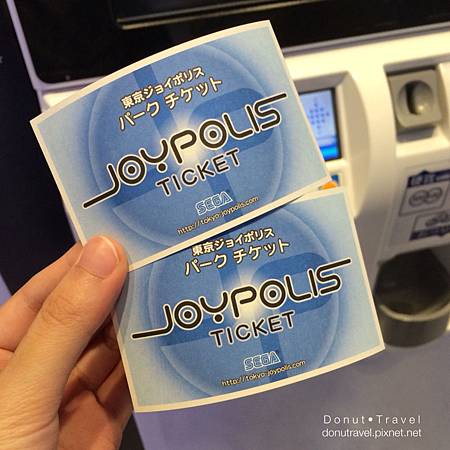 東京ジョイポリス
パーク チケット
JOYPOLIS
TICKET
SEGA
http://tokyo-joypolis.com
東京ジョイポリス
パーク チケット
JOYPOLIS
TICKET
SEGA
http://tokyo-joypolis.com
Donut•Travel
donutravel.pixnet.net